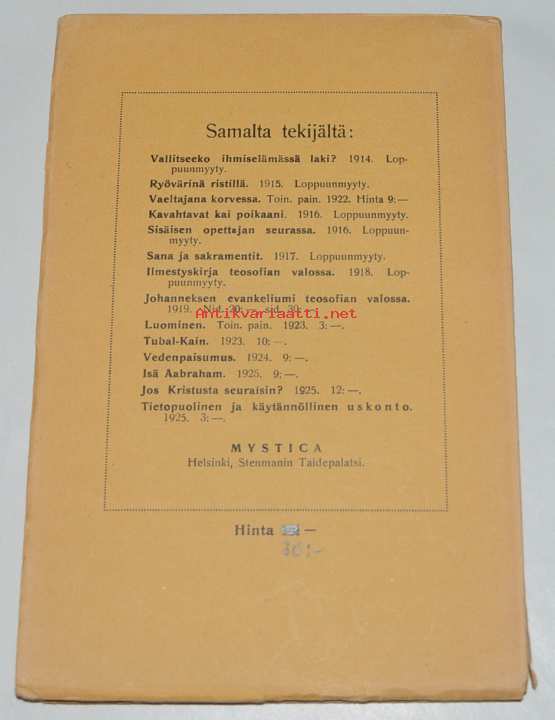 Samalta tekijältä:
Vallitseeko ihmiselämässä laki? 1914. Lop-
puunmyyty.
Ryövärinä ristillä. 1915. Loppuunmyyty.
Vaeltajana korvessa. Toin. pain. 1922. Hinta 9:—
Kavahtavat kai poikaani. 1916. Loppuunmyyty.
Sisäisen opettajan seurassa. 1916. Loppuun-
myyty.
Sana ja sakramentit. 1917. Loppuunmyyty.
Ilmestyskirja teosofian valossa. 1918. Lop-
puunmyyty.
Johanneksen evankeliumi teosofian valossa.
1919. Nid. 30:—, sid. 39:—
Antikvariaatti.net
Luominen. Toin. pain. 1923. 3:—.
Tubal-Kain. 1923. 10:—.
Vedenpaisumus. 1924. 9:—.
Isä Aabraham. 1925. 9:—.
Jos Kristusta seuraisin? 1925. 12:—.
Tietopuolinen ja käytännöllinen uskonto.
1925. 3:—.
MYSTICA
Helsinki, Stenmanin Taidepalatsi.
Hinta —
30:-